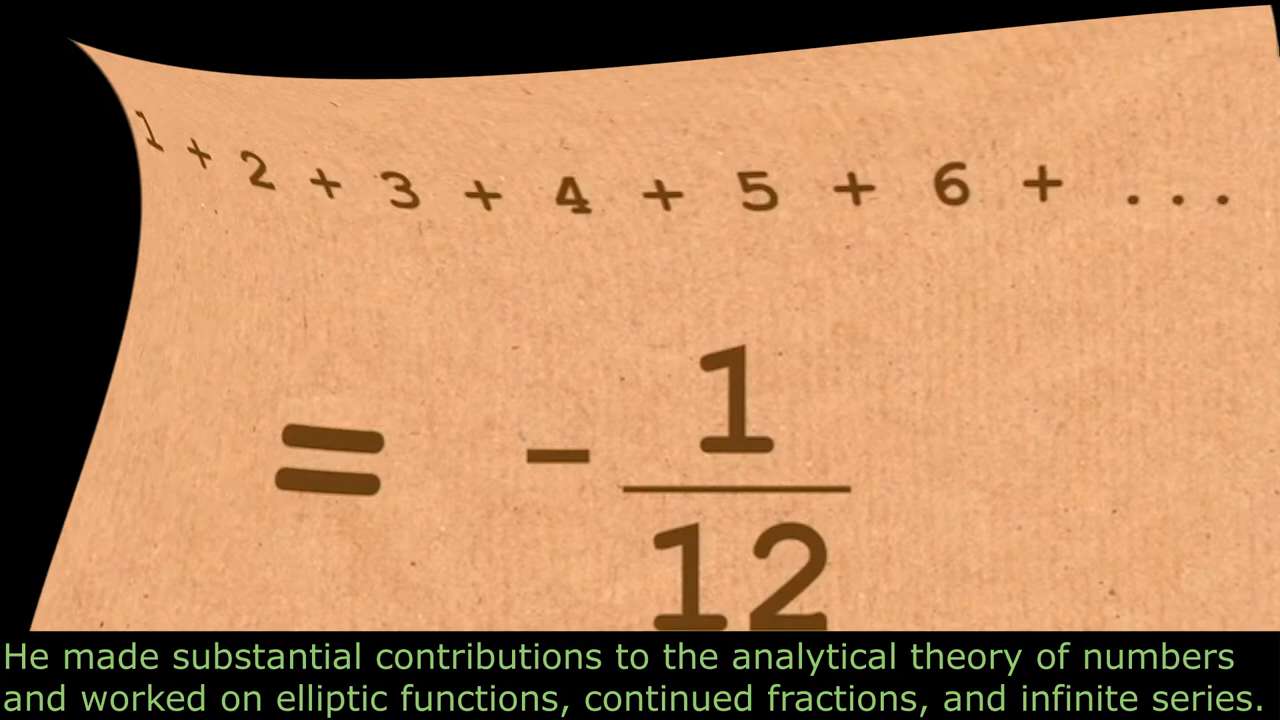 1 + 2 + 3 + 4 + 5 + 6 + ...
= - 1
12
He made substantial contributions to the analytical theory of numbers
and worked on elliptic functions, continued fractions, and infinite series.